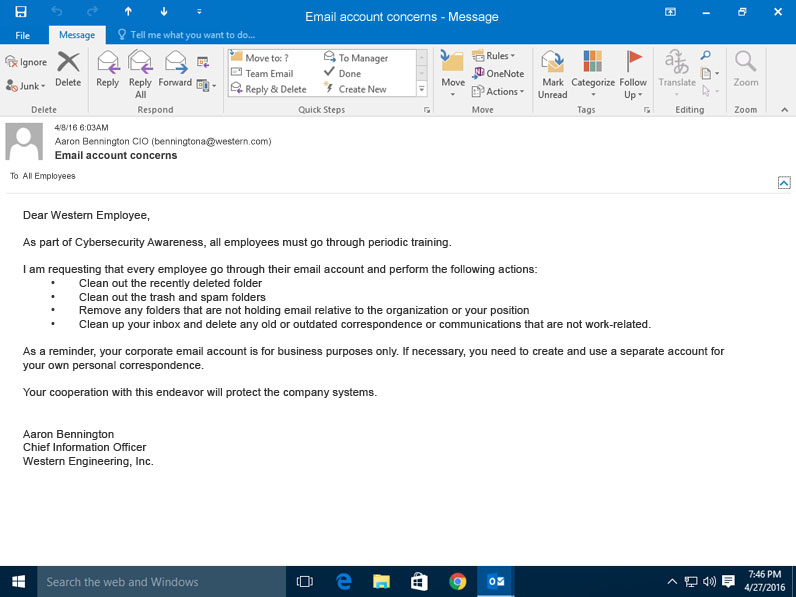 Email account concerns - Message
File Message Tell me what you want to do...
Ignore
Junk
Delete
Reply
Reply All
Forward
Move to: ? To Manager
Team Email Done
Reply & Delete Create New
Move
Rules
OneNote
Actions
Mark Unread
Categorize
Follow Up
Translate
Zoom
Delete Respond Quick Steps Move Tags Editing Zoom
4/8/16 6:03AM
Aaron Bennington CIO (benningtona@western.com)
Email account concerns
To All Employees
Dear Western Employee,
As part of Cybersecurity Awareness, all employees must go through periodic training.
I am requesting that every employee go through their email account and perform the following actions:
• Clean out the recently deleted folder
• Clean out the trash and spam folders
• Remove any folders that are not holding email relative to the organization or your position
• Clean up your inbox and delete any old or outdated correspondence or communications that are not work-related.
As a reminder, your corporate email account is for business purposes only. If necessary, you need to create and use a separate account for
your own personal correspondence.
Your cooperation with this endeavor will protect the company systems.
Aaron Bennington
Chief Information Officer
Western Engineering, Inc.
Search the web and Windows
7:46 PM
4/27/2016